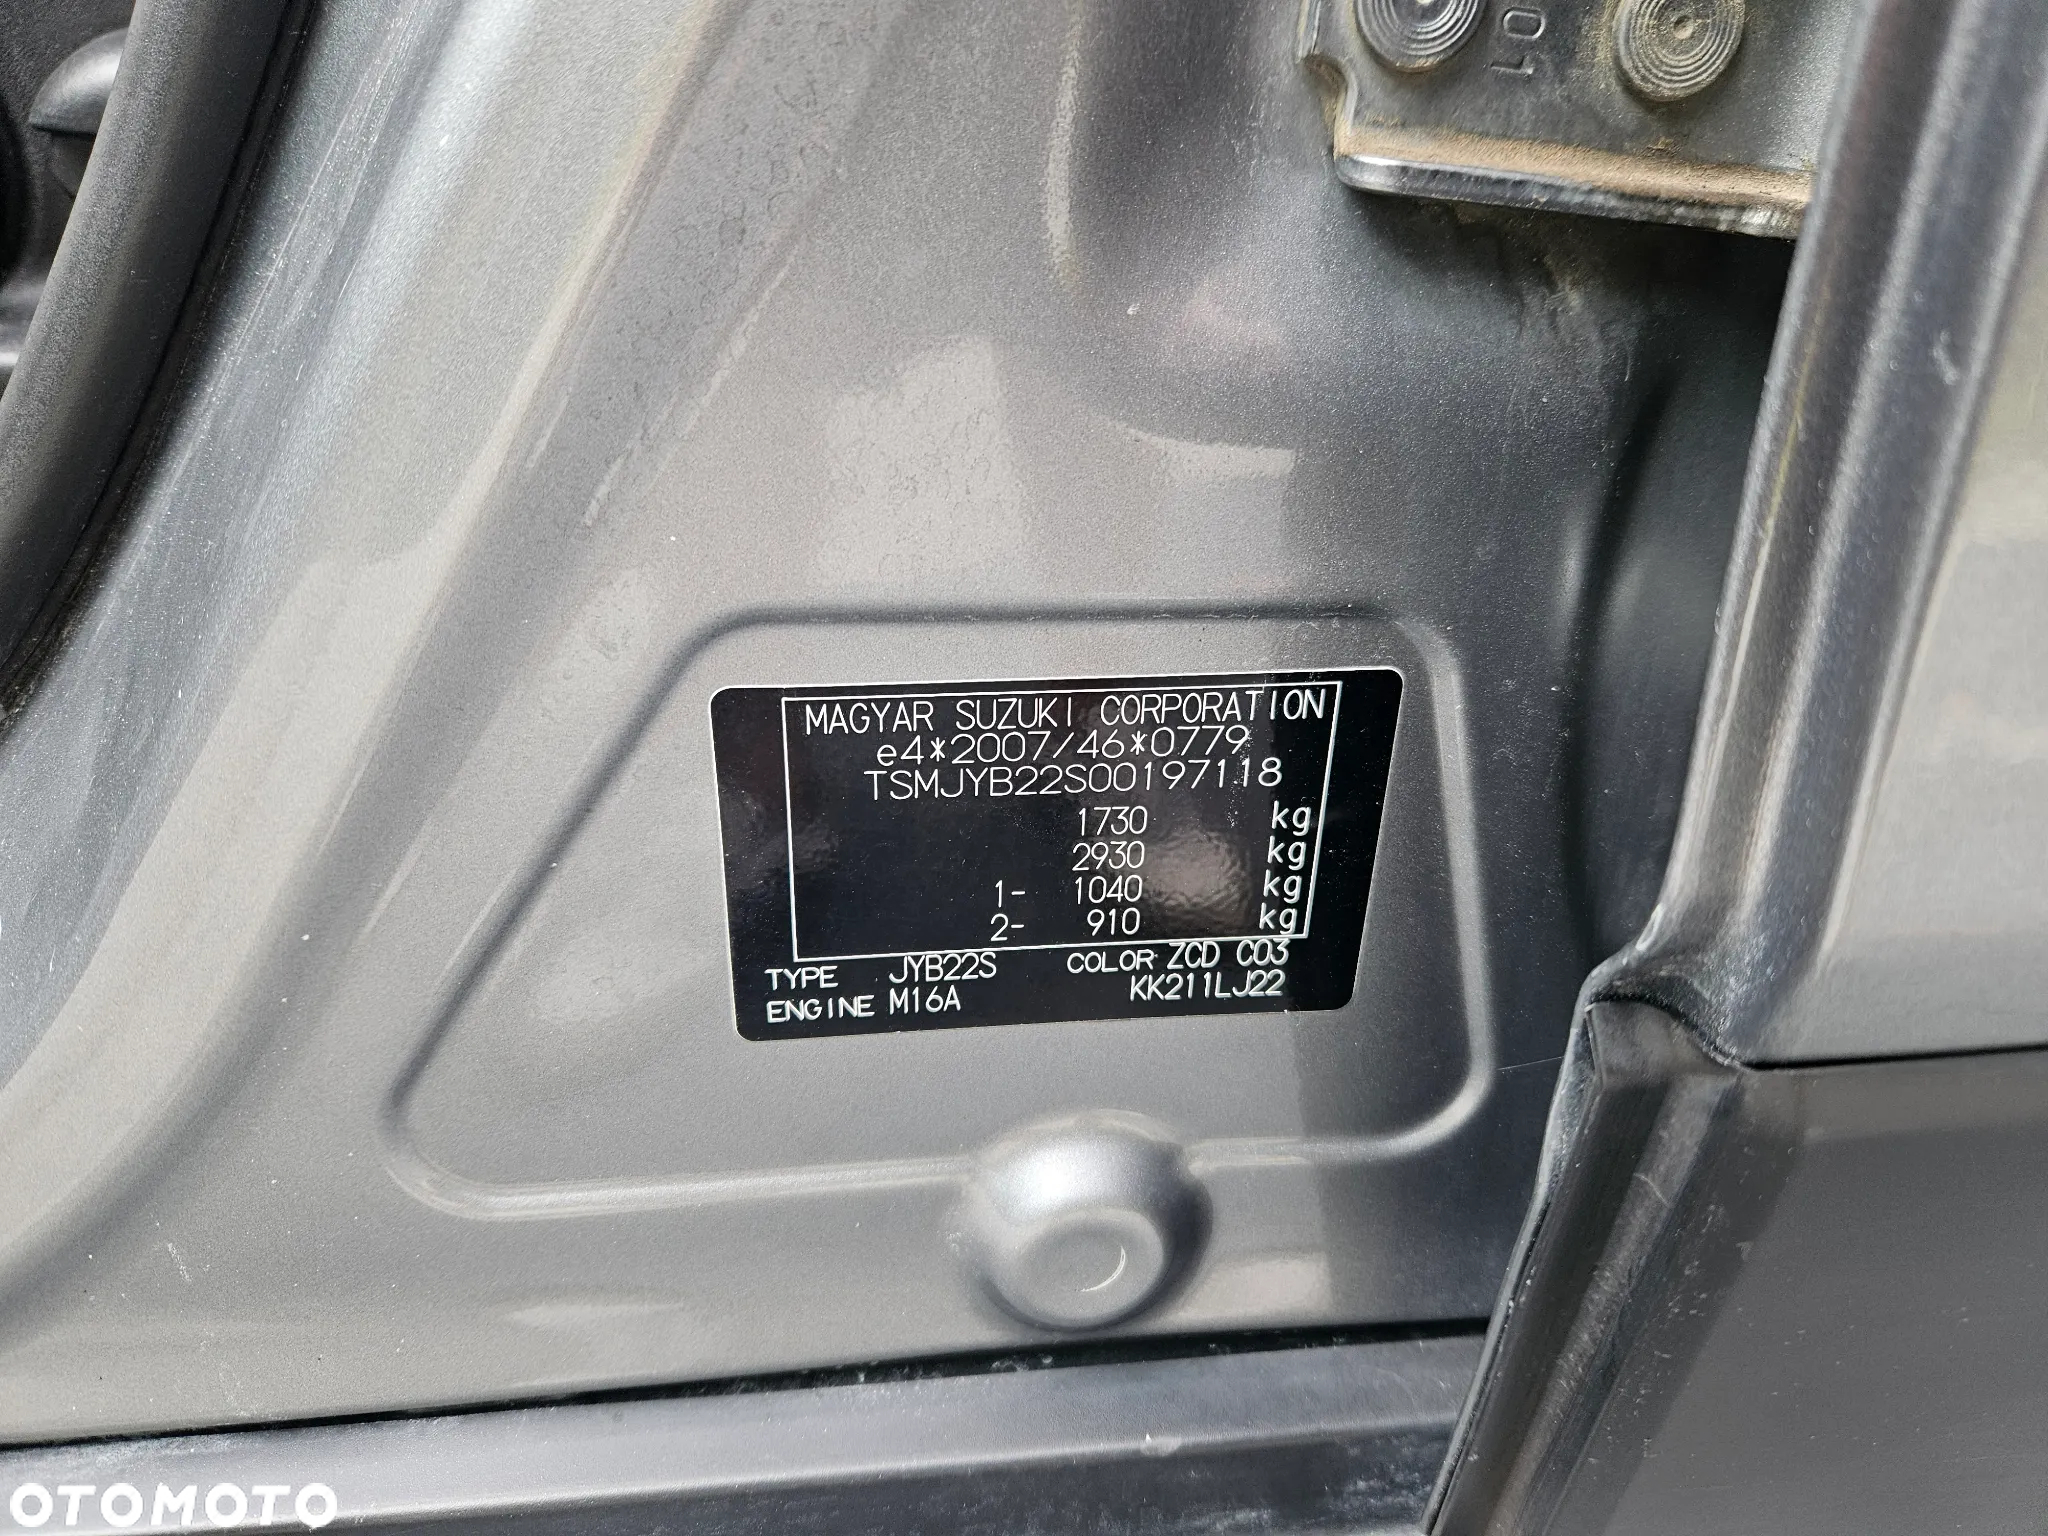 01
MAGYAR SUZUKI CORPORATION
e4*2007/46*0779
TSMJYB22S00197118
1730 kg
2930 kg
1- 1040 kg
2- 910 kg
TYPE JYB22S COLOR ZCD C03
ENGINE M16A KK211LJ22
OTOMOTO